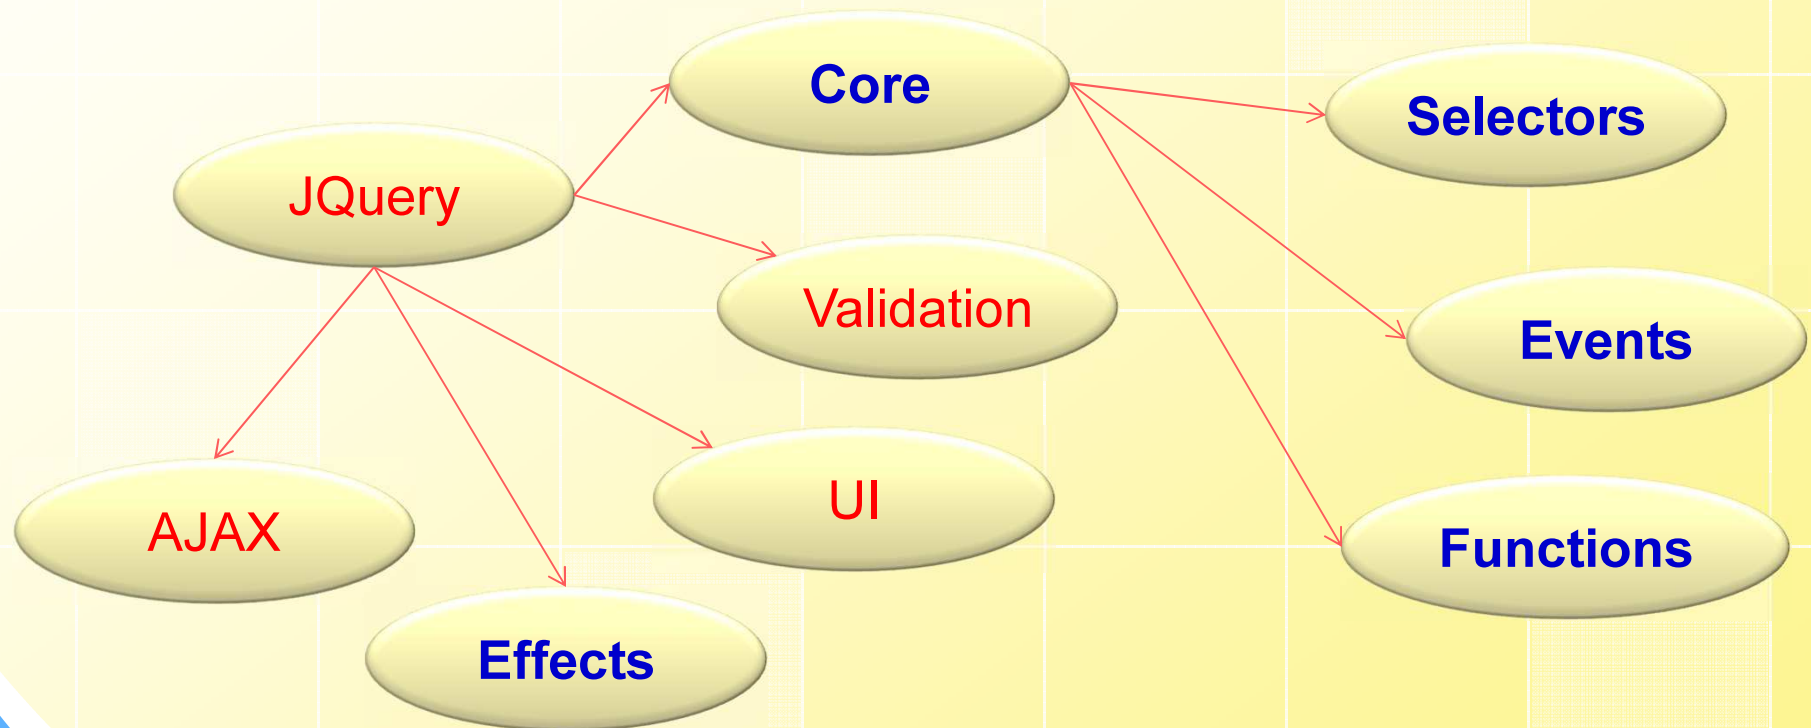 Core
Selectors
JQuery
Validation
Events
UI
AJAX
Functions
Effects